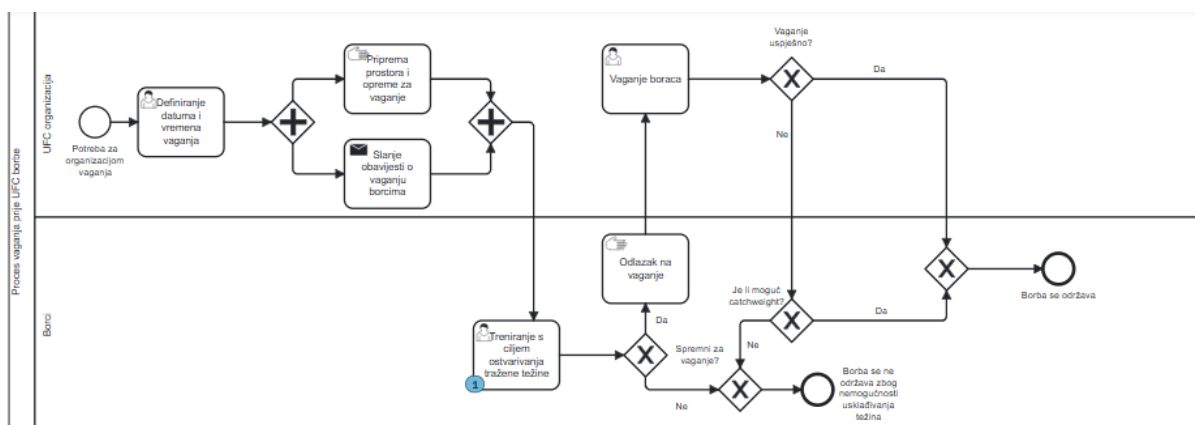 Proces vaganja prije UFC borbe
UFC organizacija
Potreba za
organizacijom
vaganja
Definiranje
datuma i
vremena
vaganja
Priprema
prostora i
opreme za
vaganje
Slanje
obavijesti o
vaganju
borcima
Vaganje boraca
Vaganje
uspješno?
Da
Ne
Borci
Treniranje s
ciljem
ostvarivanja
tražene težine
1
Odlazak na
vaganje
Da
Spremni za
vaganje?
Ne
Je li moguć
catchweight?
Da
Ne
Borba se održava
Borba se ne
održava zbog
nemogućnosti
usklađivanja
težina